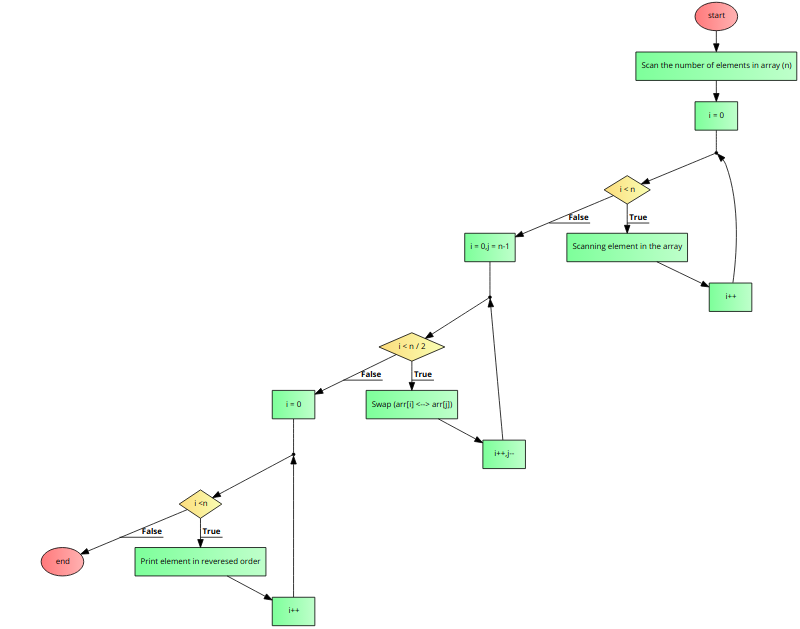 start
Scan the number of elements in array (n)
i = 0
i < n
False
True
i = 0,j = n-1
Scanning element in the array
i++
i < n / 2
False
True
i = 0
Swap (arr[i] <--> arr[j])
i++,j--
i <n
False
True
end
Print element in reveresed order
i++